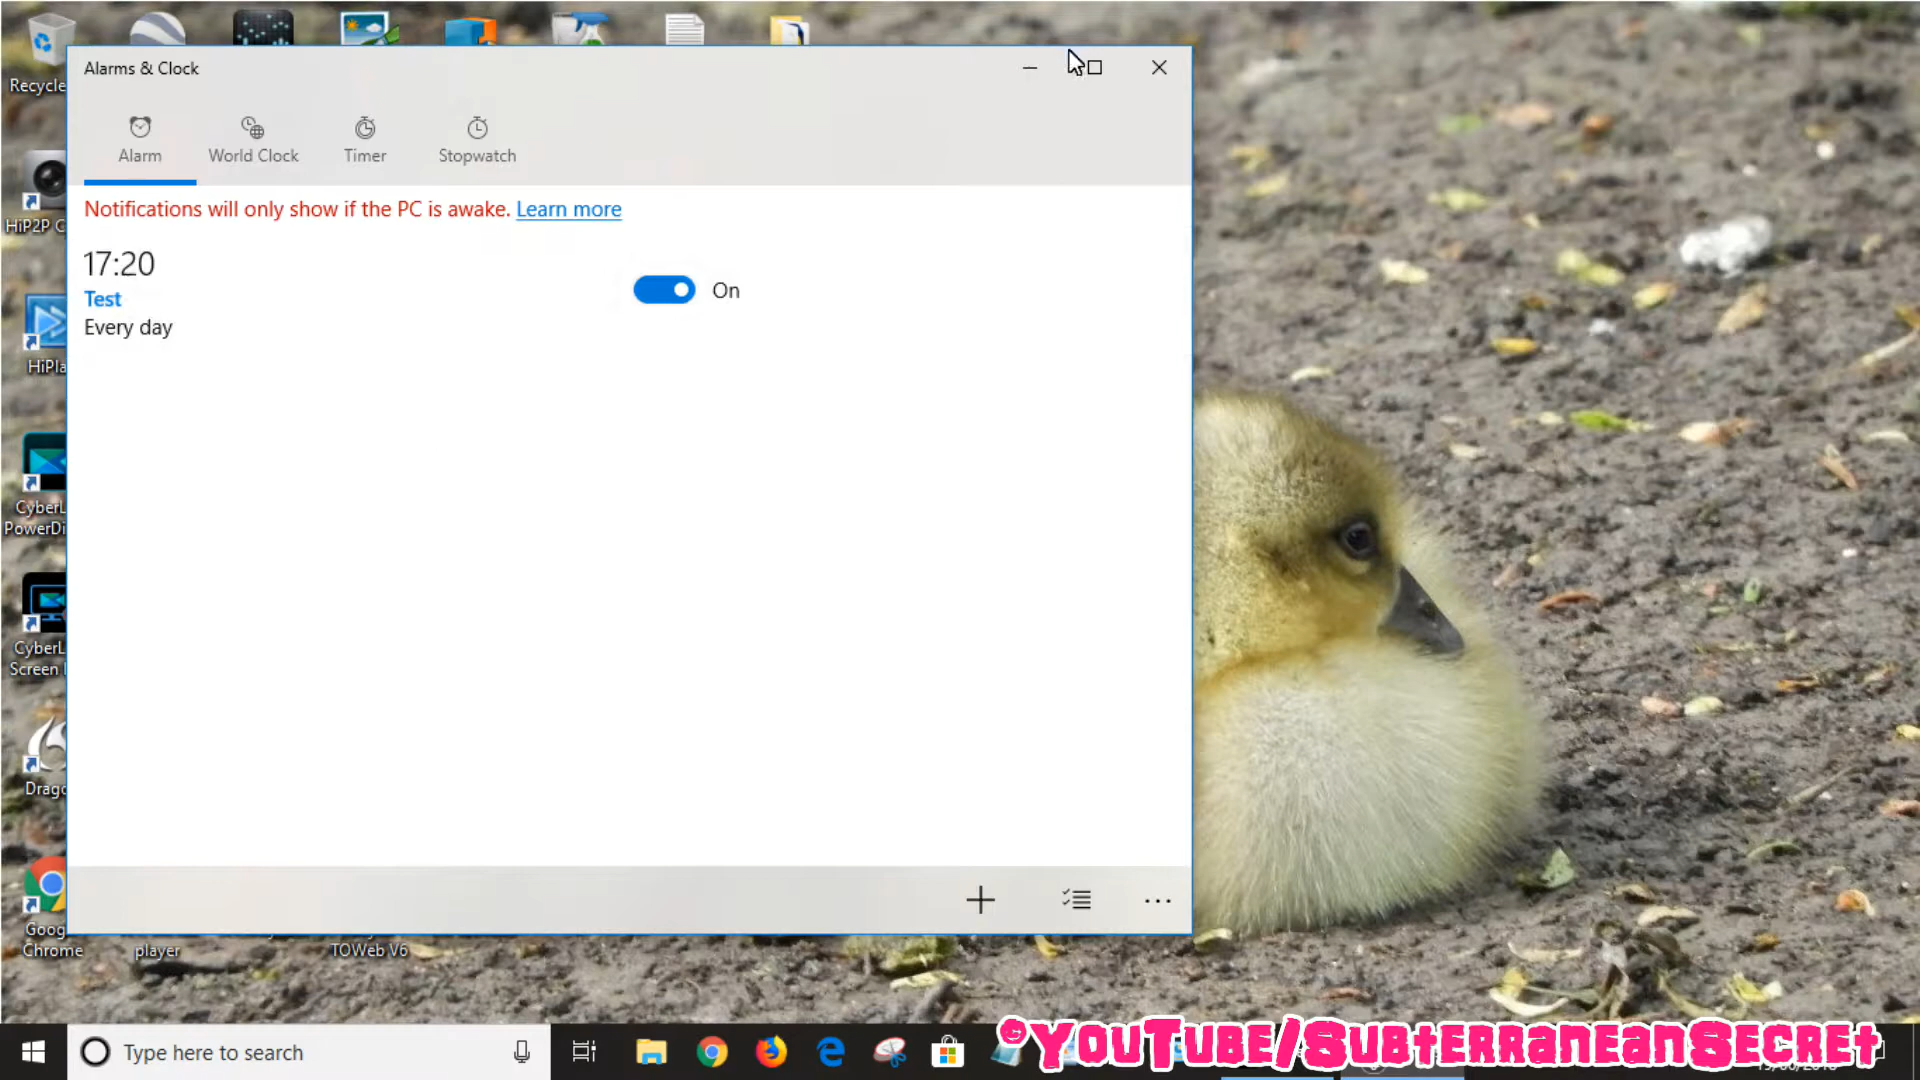 Recycle
Alarms & Clock
Alarm
World Clock
Timer
Stopwatch
Notifications will only show if the PC is awake. Learn more
17:20
Test
Every day
On
HiP2P C
HiPla
CyberL
PowerDi
CyberL
Screen
Drago
Goog
Chrome
player
TOWeb V6
Type here to search
©YouTube/SubterraneanSecret